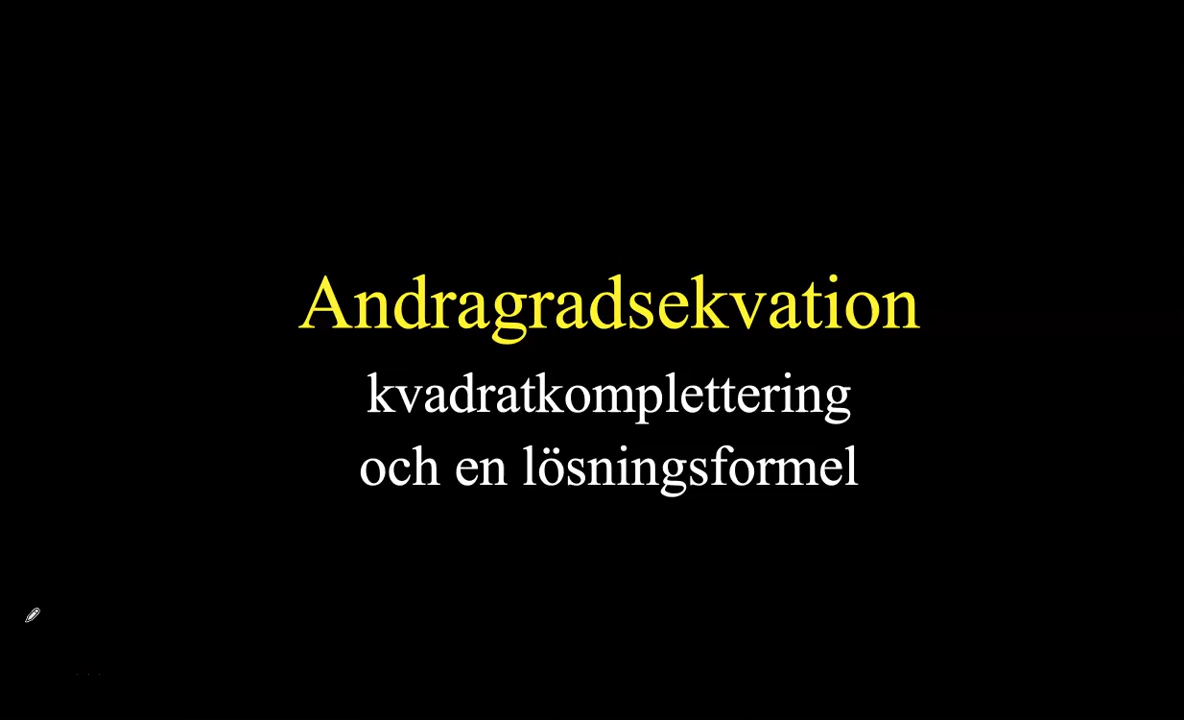 Andragradsekvation
kvadratkomplettering
och en lösningsformel